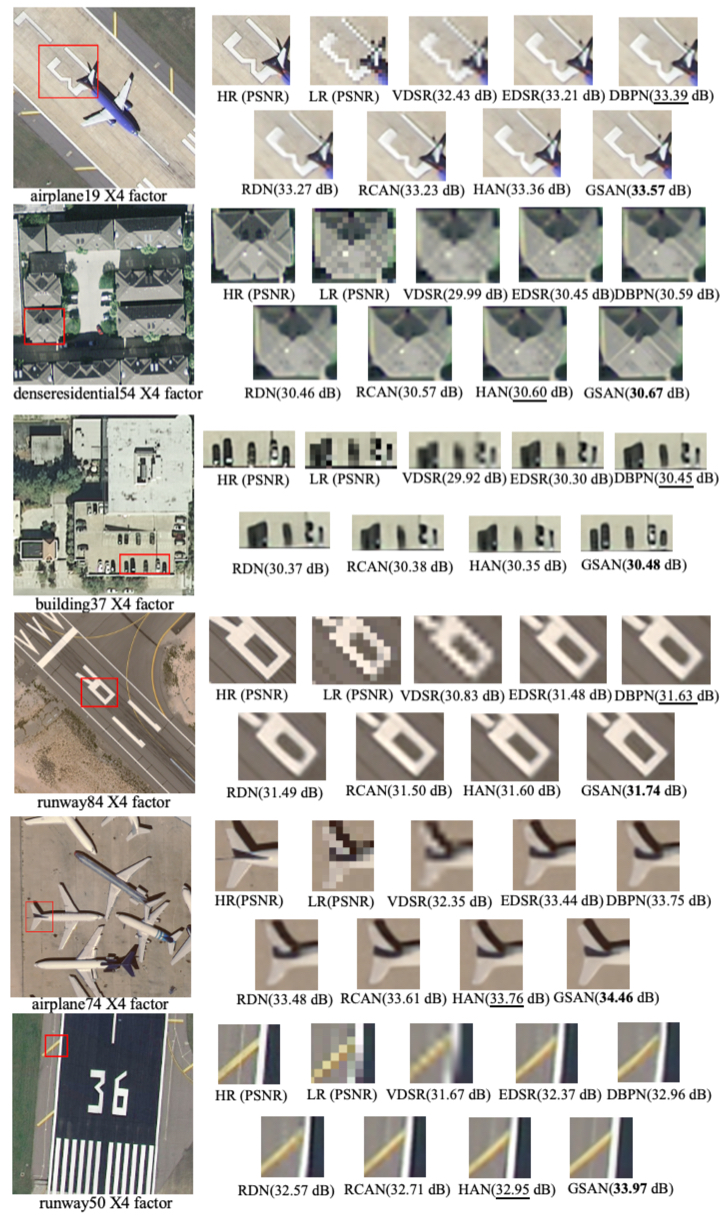 HR (PSNR) LR (PSNR) VDSR(32.43 dB) EDSR(33.21 dB) DBPN(33.39 dB)
RDN(33.27 dB) RCAN(33.23 dB) HAN(33.36 dB) GSAN(33.57 dB)
airplane19 X4 factor
HR (PSNR) LR (PSNR) VDSR(29.99 dB) EDSR(30.45 dB)DBPN(30.59 dB)
RDN(30.46 dB) RCAN(30.57 dB) HAN(30.60 dB) GSAN(30.67 dB)
denseresidential54 X4 factor
HR (PSNR) LR (PSNR) VDSR(29.92 dB) EDSR(30.30 dB) DBPN(30.45 dB)
RDN(30.37 dB) RCAN(30.38 dB) HAN(30.35 dB) GSAN(30.48 dB)
building37 X4 factor
HR (PSNR) LR (PSNR) VDSR(30.83 dB) EDSR(31.48 dB) DBPN(31.63 dB)
RDN(31.49 dB) RCAN(31.50 dB) HAN(31.60 dB) GSAN(31.74 dB)
runway84 X4 factor
HR(PSNR) LR(PSNR) VDSR(32.35 dB) EDSR(33.44 dB) DBPN(33.75 dB)
RDN(33.48 dB) RCAN(33.61 dB) HAN(33.76 dB) GSAN(34.46 dB)
airplane74 X4 factor
36
HR (PSNR) LR (PSNR) VDSR(31.67 dB) EDSR(32.37 dB) DBPN(32.96 dB)
RDN(32.57 dB) RCAN(32.71 dB) HAN(32.95 dB) GSAN(33.97 dB)
runway50 X4 factor